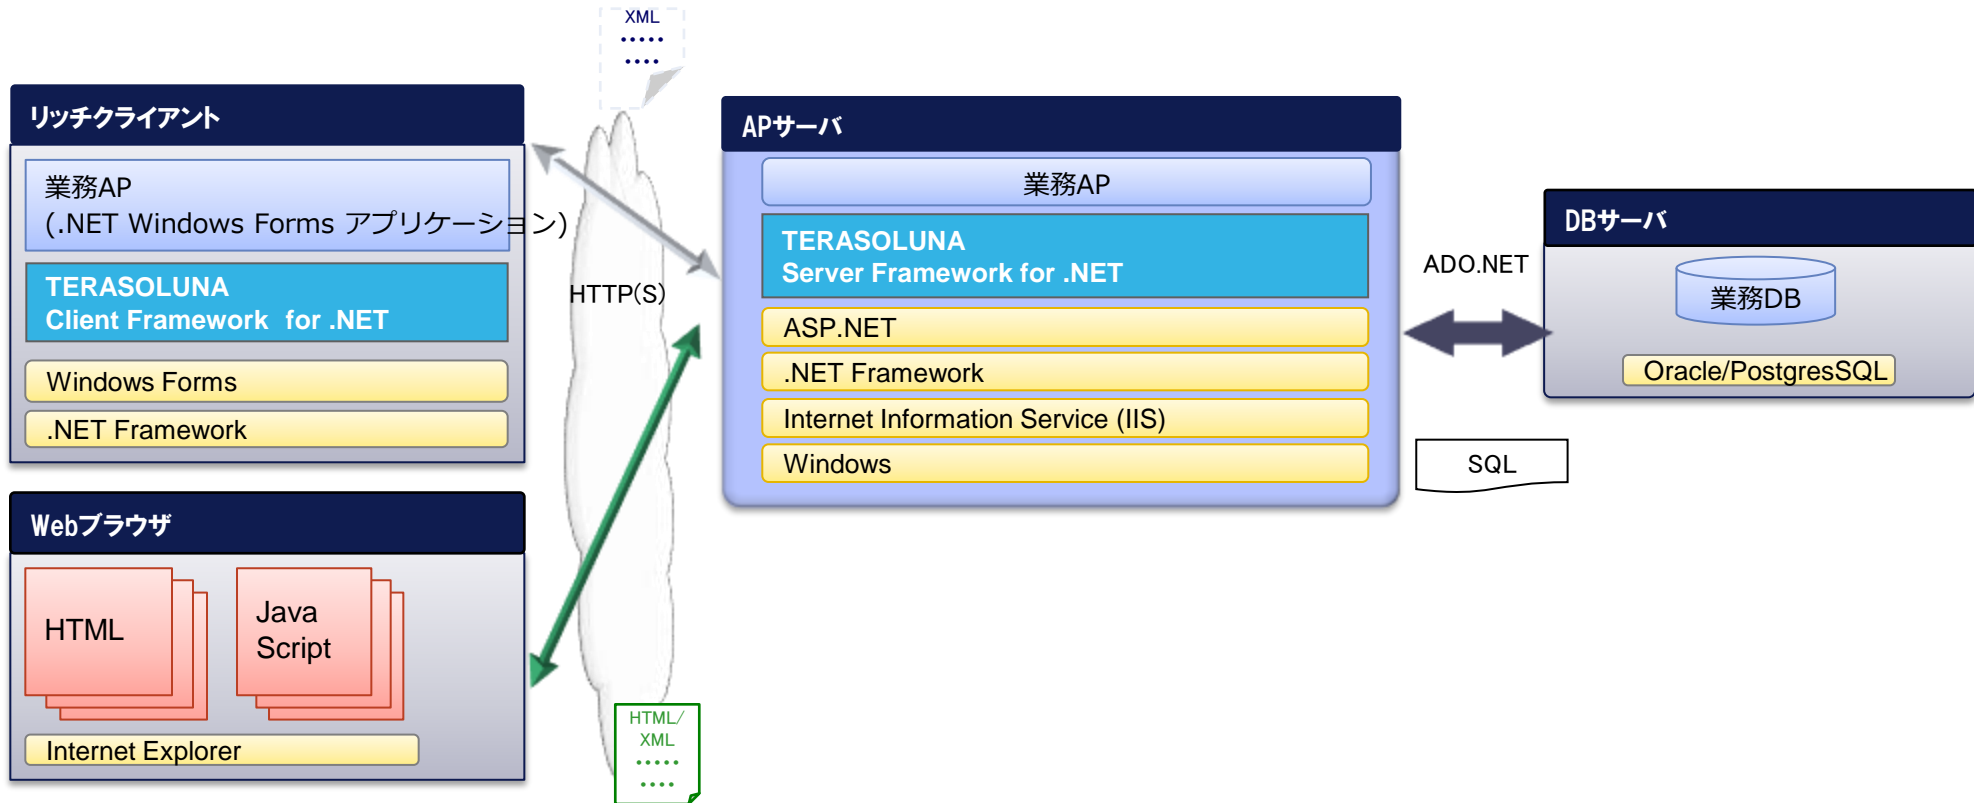 XML
リッチクライアント
業務AP
(.NET Windows Forms アプリケーション)
TERASOLUNA
Client Framework for .NET
Windows Forms
.NET Framework
Webブラウザ
HTML
Java
Script
Internet Explorer
HTTP(S)
HTML/
XML
APサーバ
業務AP
TERASOLUNA
Server Framework for .NET
ASP.NET
.NET Framework
Internet Information Service (IIS)
Windows
ADO.NET
SQL
DBサーバ
業務DB
Oracle/PostgresSQL